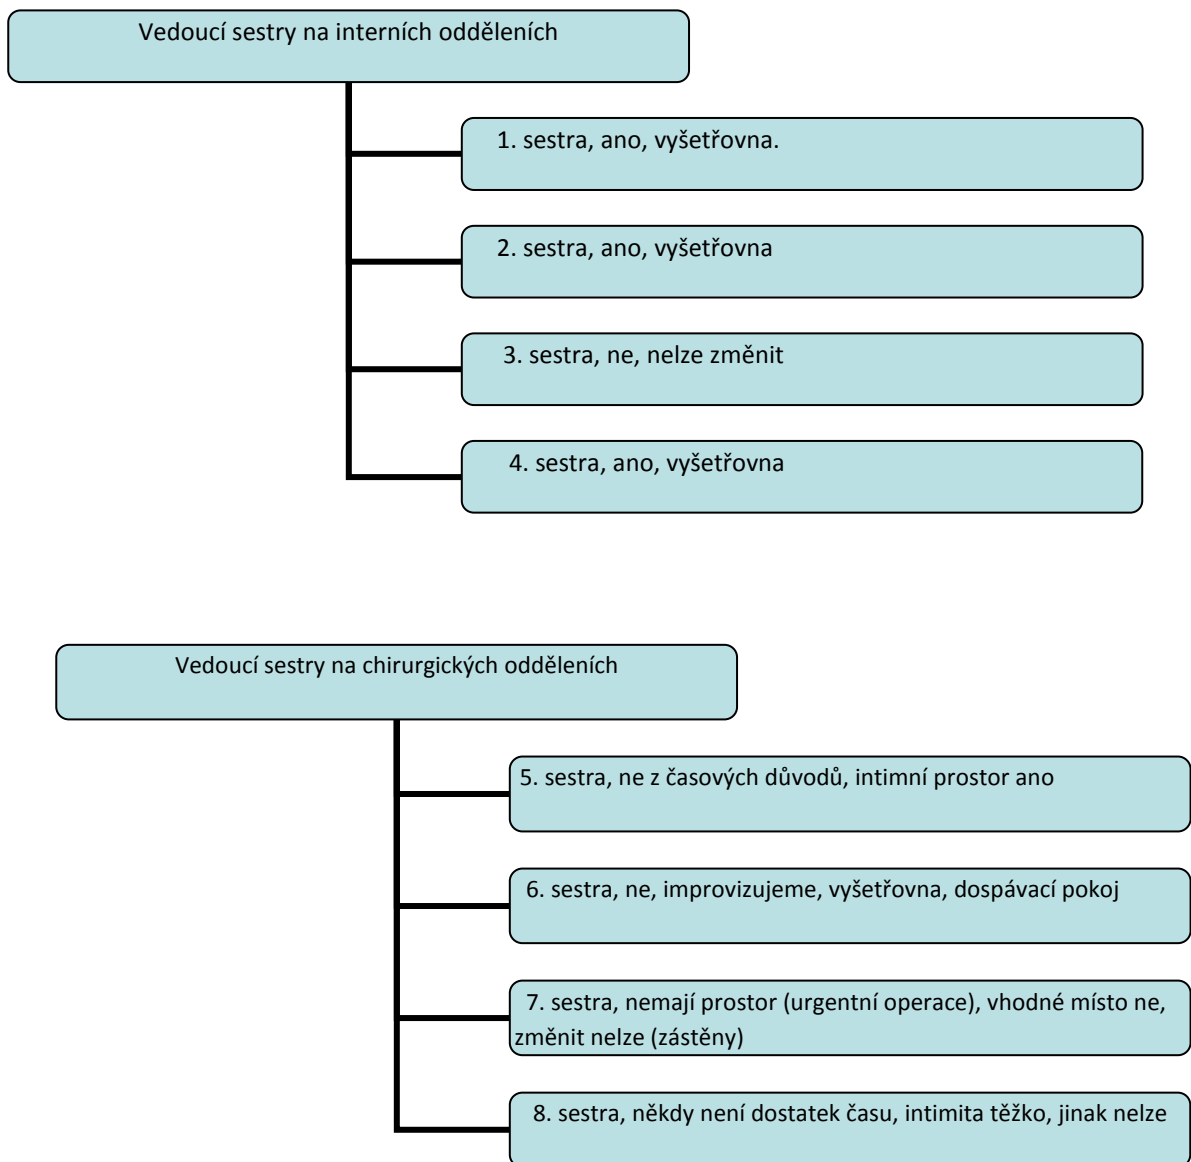 Vedoucí sestry na interních odděleních
1. sestra, ano, vyšetřovna.
2. sestra, ano, vyšetřovna
3. sestra, ne, nelze změnit
4. sestra, ano, vyšetřovna
Vedoucí sestry na chirurgických odděleních
5. sestra, ne z časových důvodů, intimní prostor ano
6. sestra, ne, improvizujeme, vyšetřovna, dospávací pokoj
7. sestra, nemají prostor (urgentní operace), vhodné místo ne,
změnit nelze (zástěny)
8. sestra, někdy není dostatek času, intimita těžko, jinak nelze